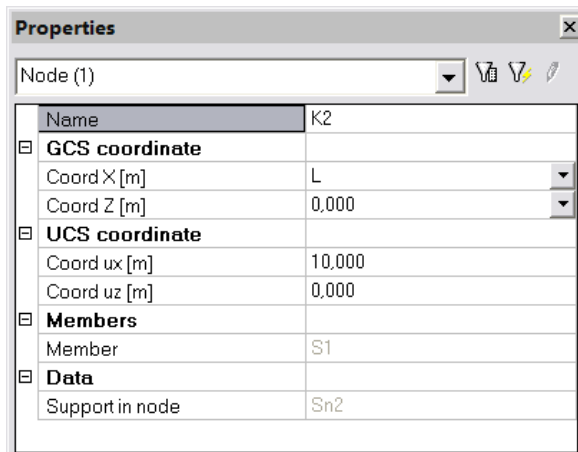 Properties
Node (1)
Name K2
GCS coordinate
Coord X [m] L
Coord Z [m] 0,000
UCS coordinate
Coord ux [m] 10,000
Coord uz [m] 0,000
Members
Member S1
Data
Support in node Sn2